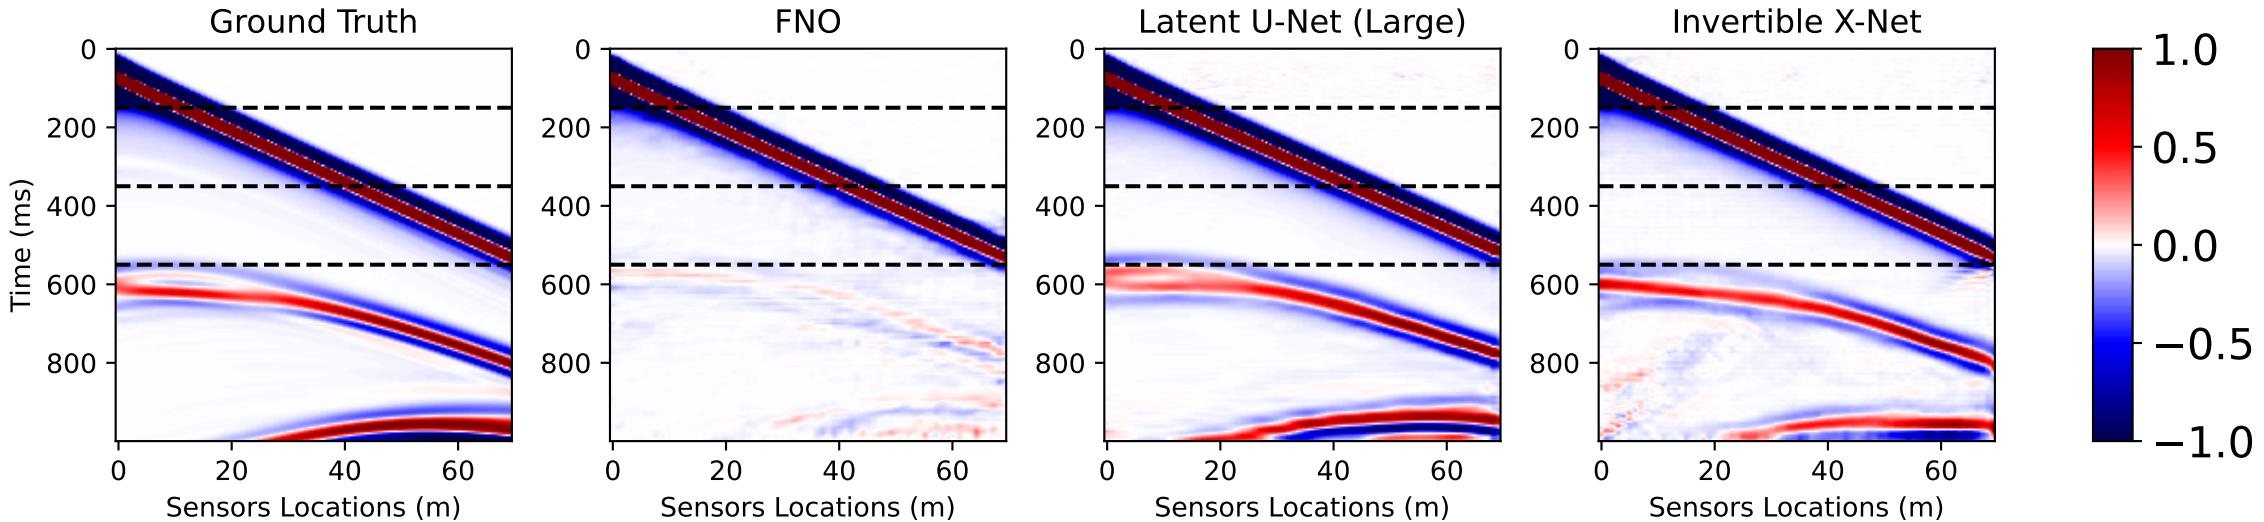 Ground Truth
FNO
Latent U-Net (Large)
Invertible X-Net
Time (ms)
0
200
400
600
800
0 20 40 60
Sensors Locations (m)
0
200
400
600
800
0 20 40 60
Sensors Locations (m)
0
200
400
600
800
0 20 40 60
Sensors Locations (m)
0
200
400
600
800
0 20 40 60
Sensors Locations (m)
1.0
0.5
0.0
−0.5
−1.0